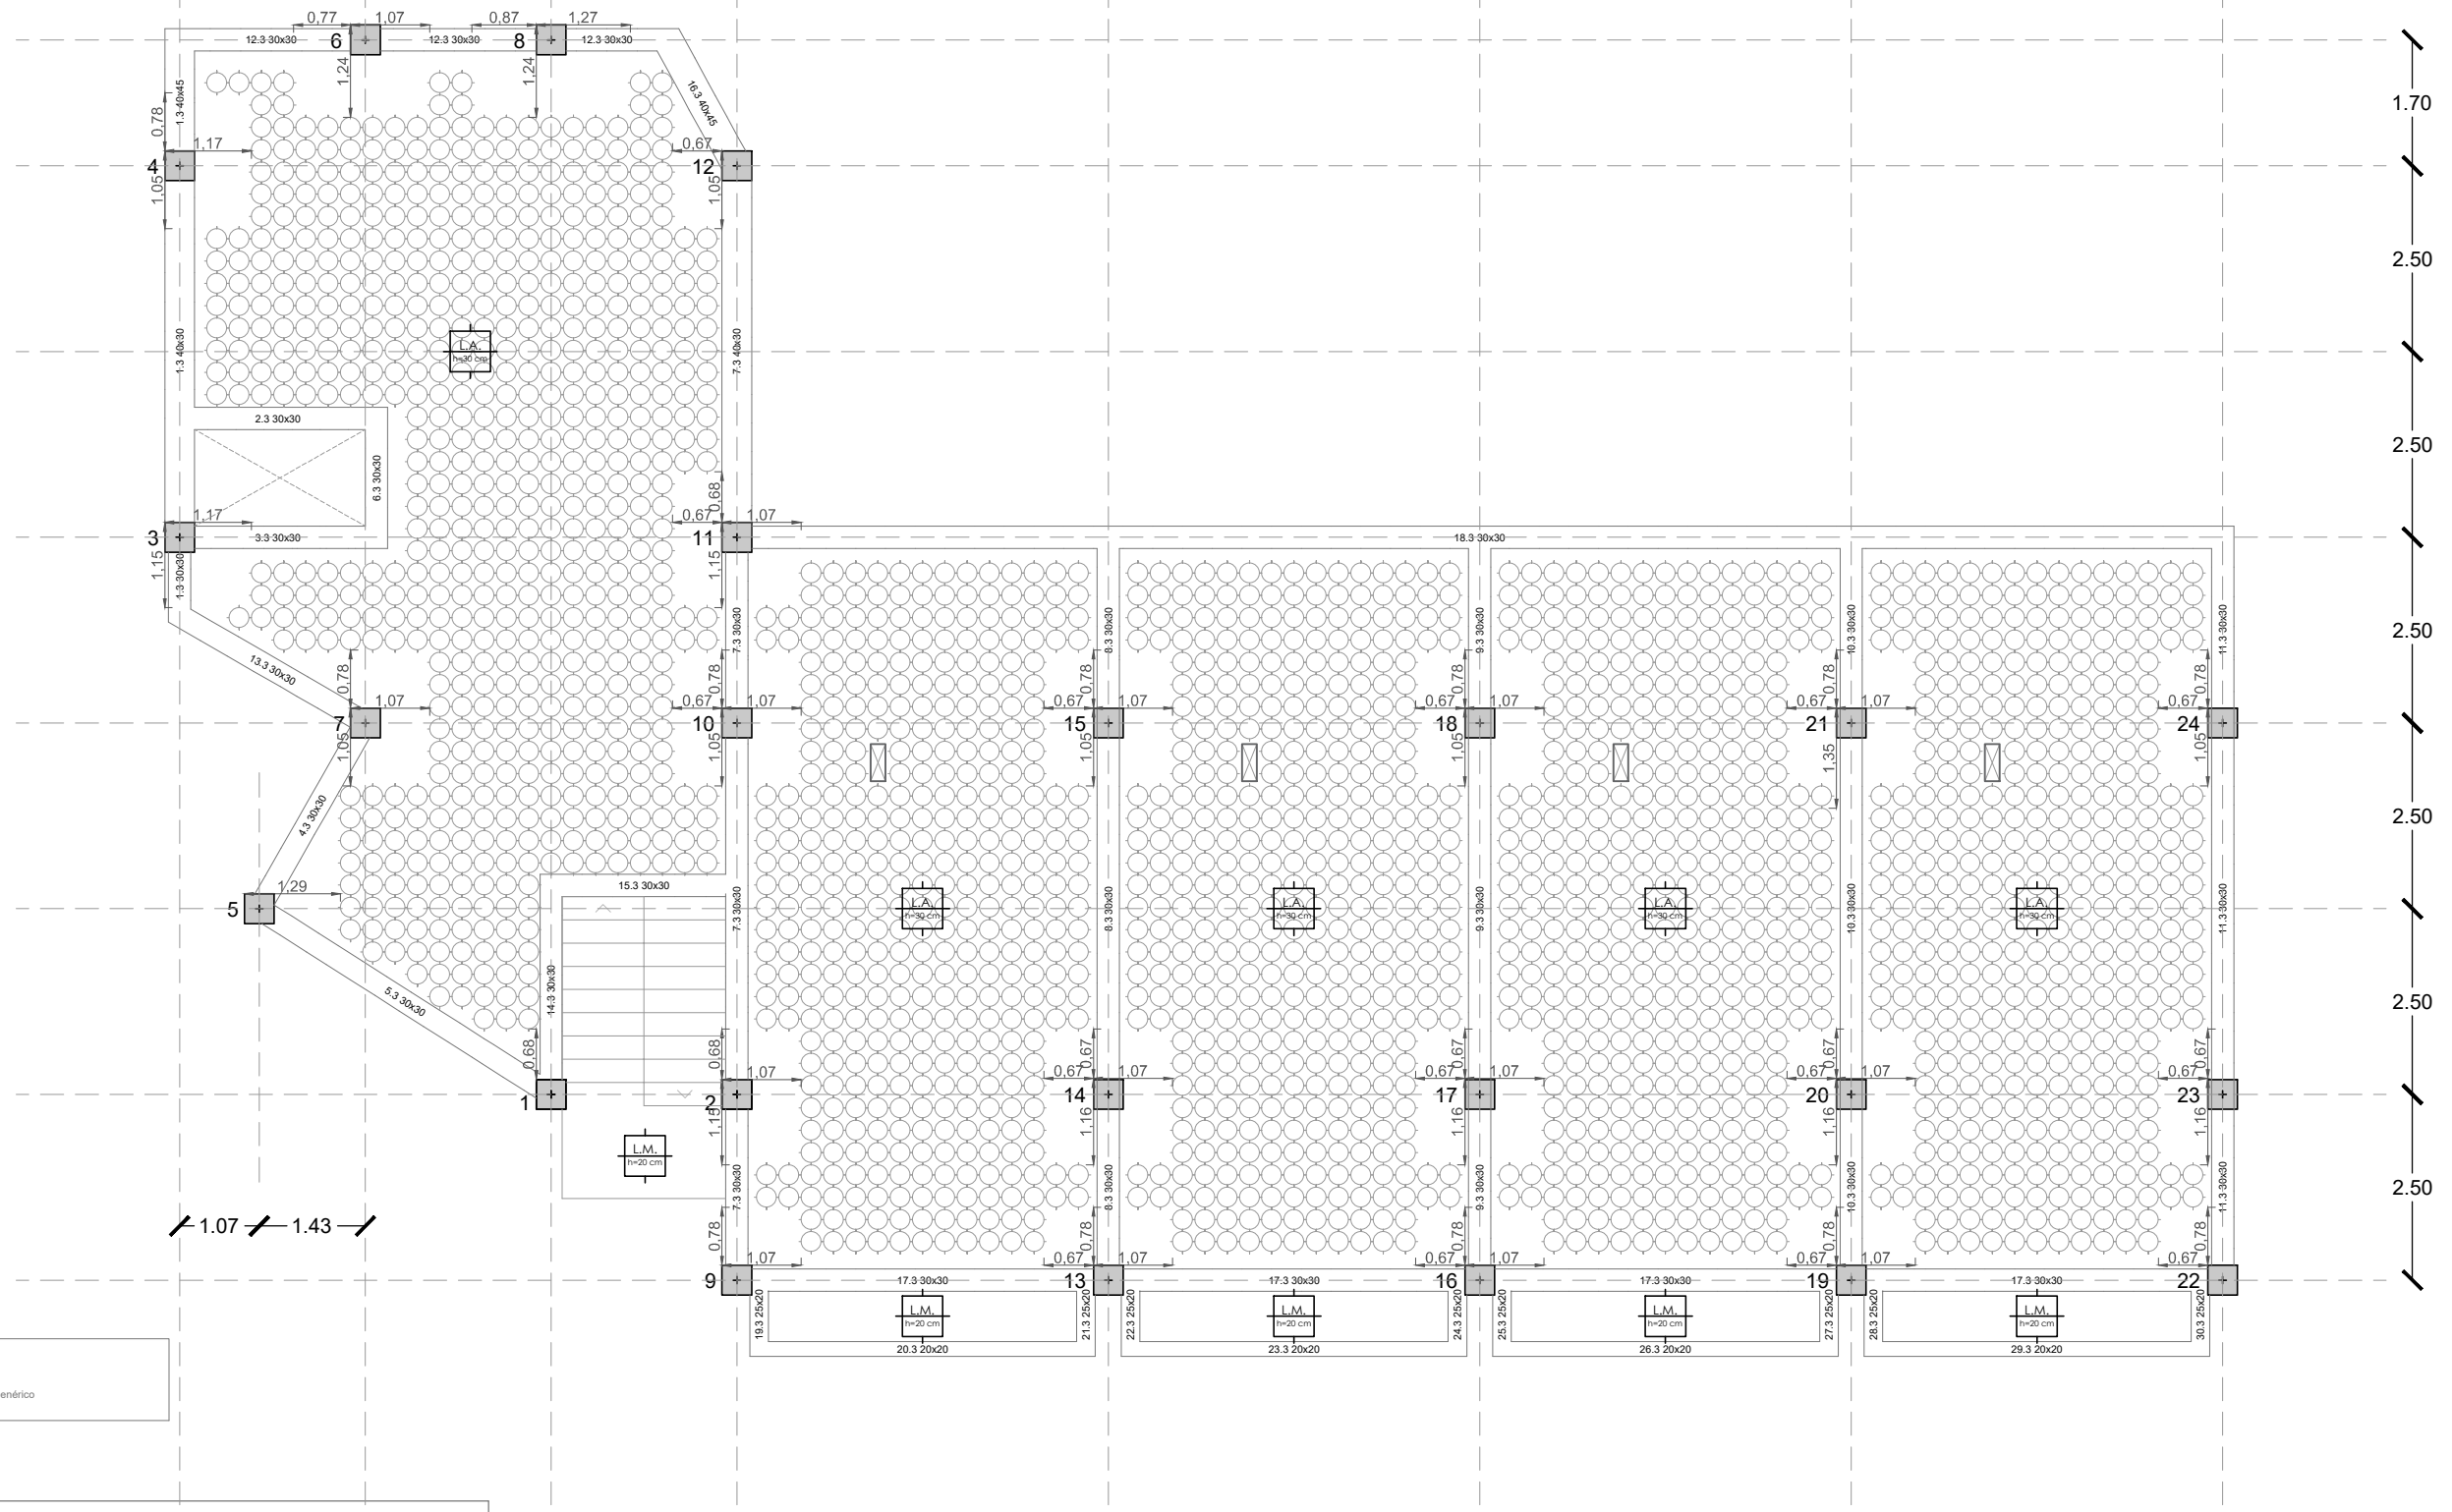 0,77
1,07
0,87
1,27
12.3 30x30
6
12.3 30x30
8
12.3 30x30
1,24
1,24
1.3 40x45
16.3 40x45
1.70
0,78
1,17
0,67
4
12
1,05
1,05
2.50
L.A.
h=30 cm
1.3 40x30
7.3 40x30
2.3 30x30
2.50
6.3 30x30
0,68
1,17
0,67
1,07
3
3.3 30x30
11
18.3 30x30
1,15
1.3 30x30
1,15
7.3 30x30
8.3 30x30
9.3 30x30
10.3 30x30
11.3 30x30
2.50
13.3 30x30
0,78
0,78
0,78
0,78
0,78
0,78
1,07
0,67
1,07
0,67
1,07
0,67
1,07
0,67
1,07
0,67
7
10
15
18
21
24
1,05
1,05
1,05
1,05
1,35
1,05
4.3 30x30
2.50
1,29
15.3 30x30
5
7.3 30x30
L.A.
h=30 cm
8.3 30x30
L.A.
h=30 cm
9.3 30x30
L.A.
h=30 cm
10.3 30x30
L.A.
h=30 cm
11.3 30x30
5.3 30x30
14.3 30x30
2.50
0,68
0,68
0,67
0,67
0,67
0,67
1,07
0,67
1,07
0,67
1,07
0,67
1,07
0,67
1
2
14
17
20
23
1,15
1,16
1,16
1,16
1,16
L.M.
h=20 cm
7.3 30x30
8.3 30x30
9.3 30x30
10.3 30x30
11.3 30x30
2.50
1.07
1.43
0,78
0,78
0,78
0,78
0,78
1,07
0,67
1,07
0,67
1,07
0,67
1,07
0,67
9
17.3 30x30
13
17.3 30x30
16
17.3 30x30
19
17.3 30x30
22
19.3 25x20
L.M.
h=20 cm
21.3 25x20
22.3 25x20
L.M.
h=20 cm
24.3 25x20
25.3 25x20
L.M.
h=20 cm
27.3 25x20
28.3 25x20
L.M.
h=20 cm
30.3 25x20
20.3 20x20
23.3 20x20
26.3 20x20
29.3 20x20
enérico